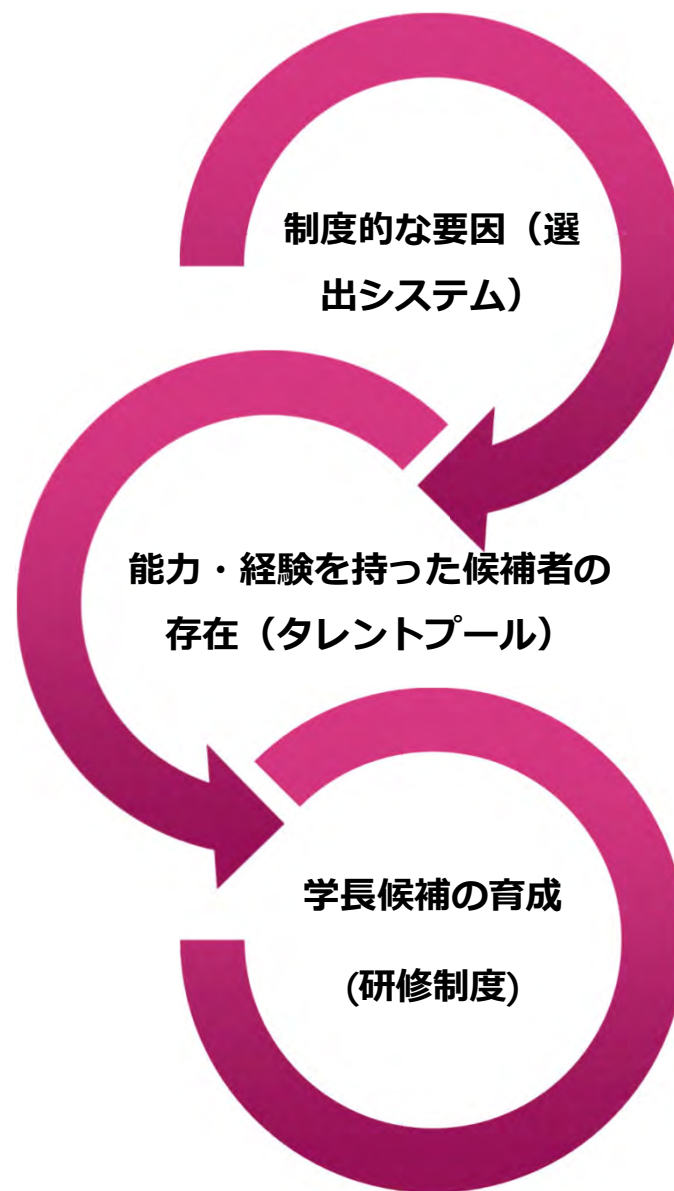 制度的な要因（選
出システム）
能力・経験を持った候補者の
存在（タレントプール）
学長候補の育成
(研修制度)